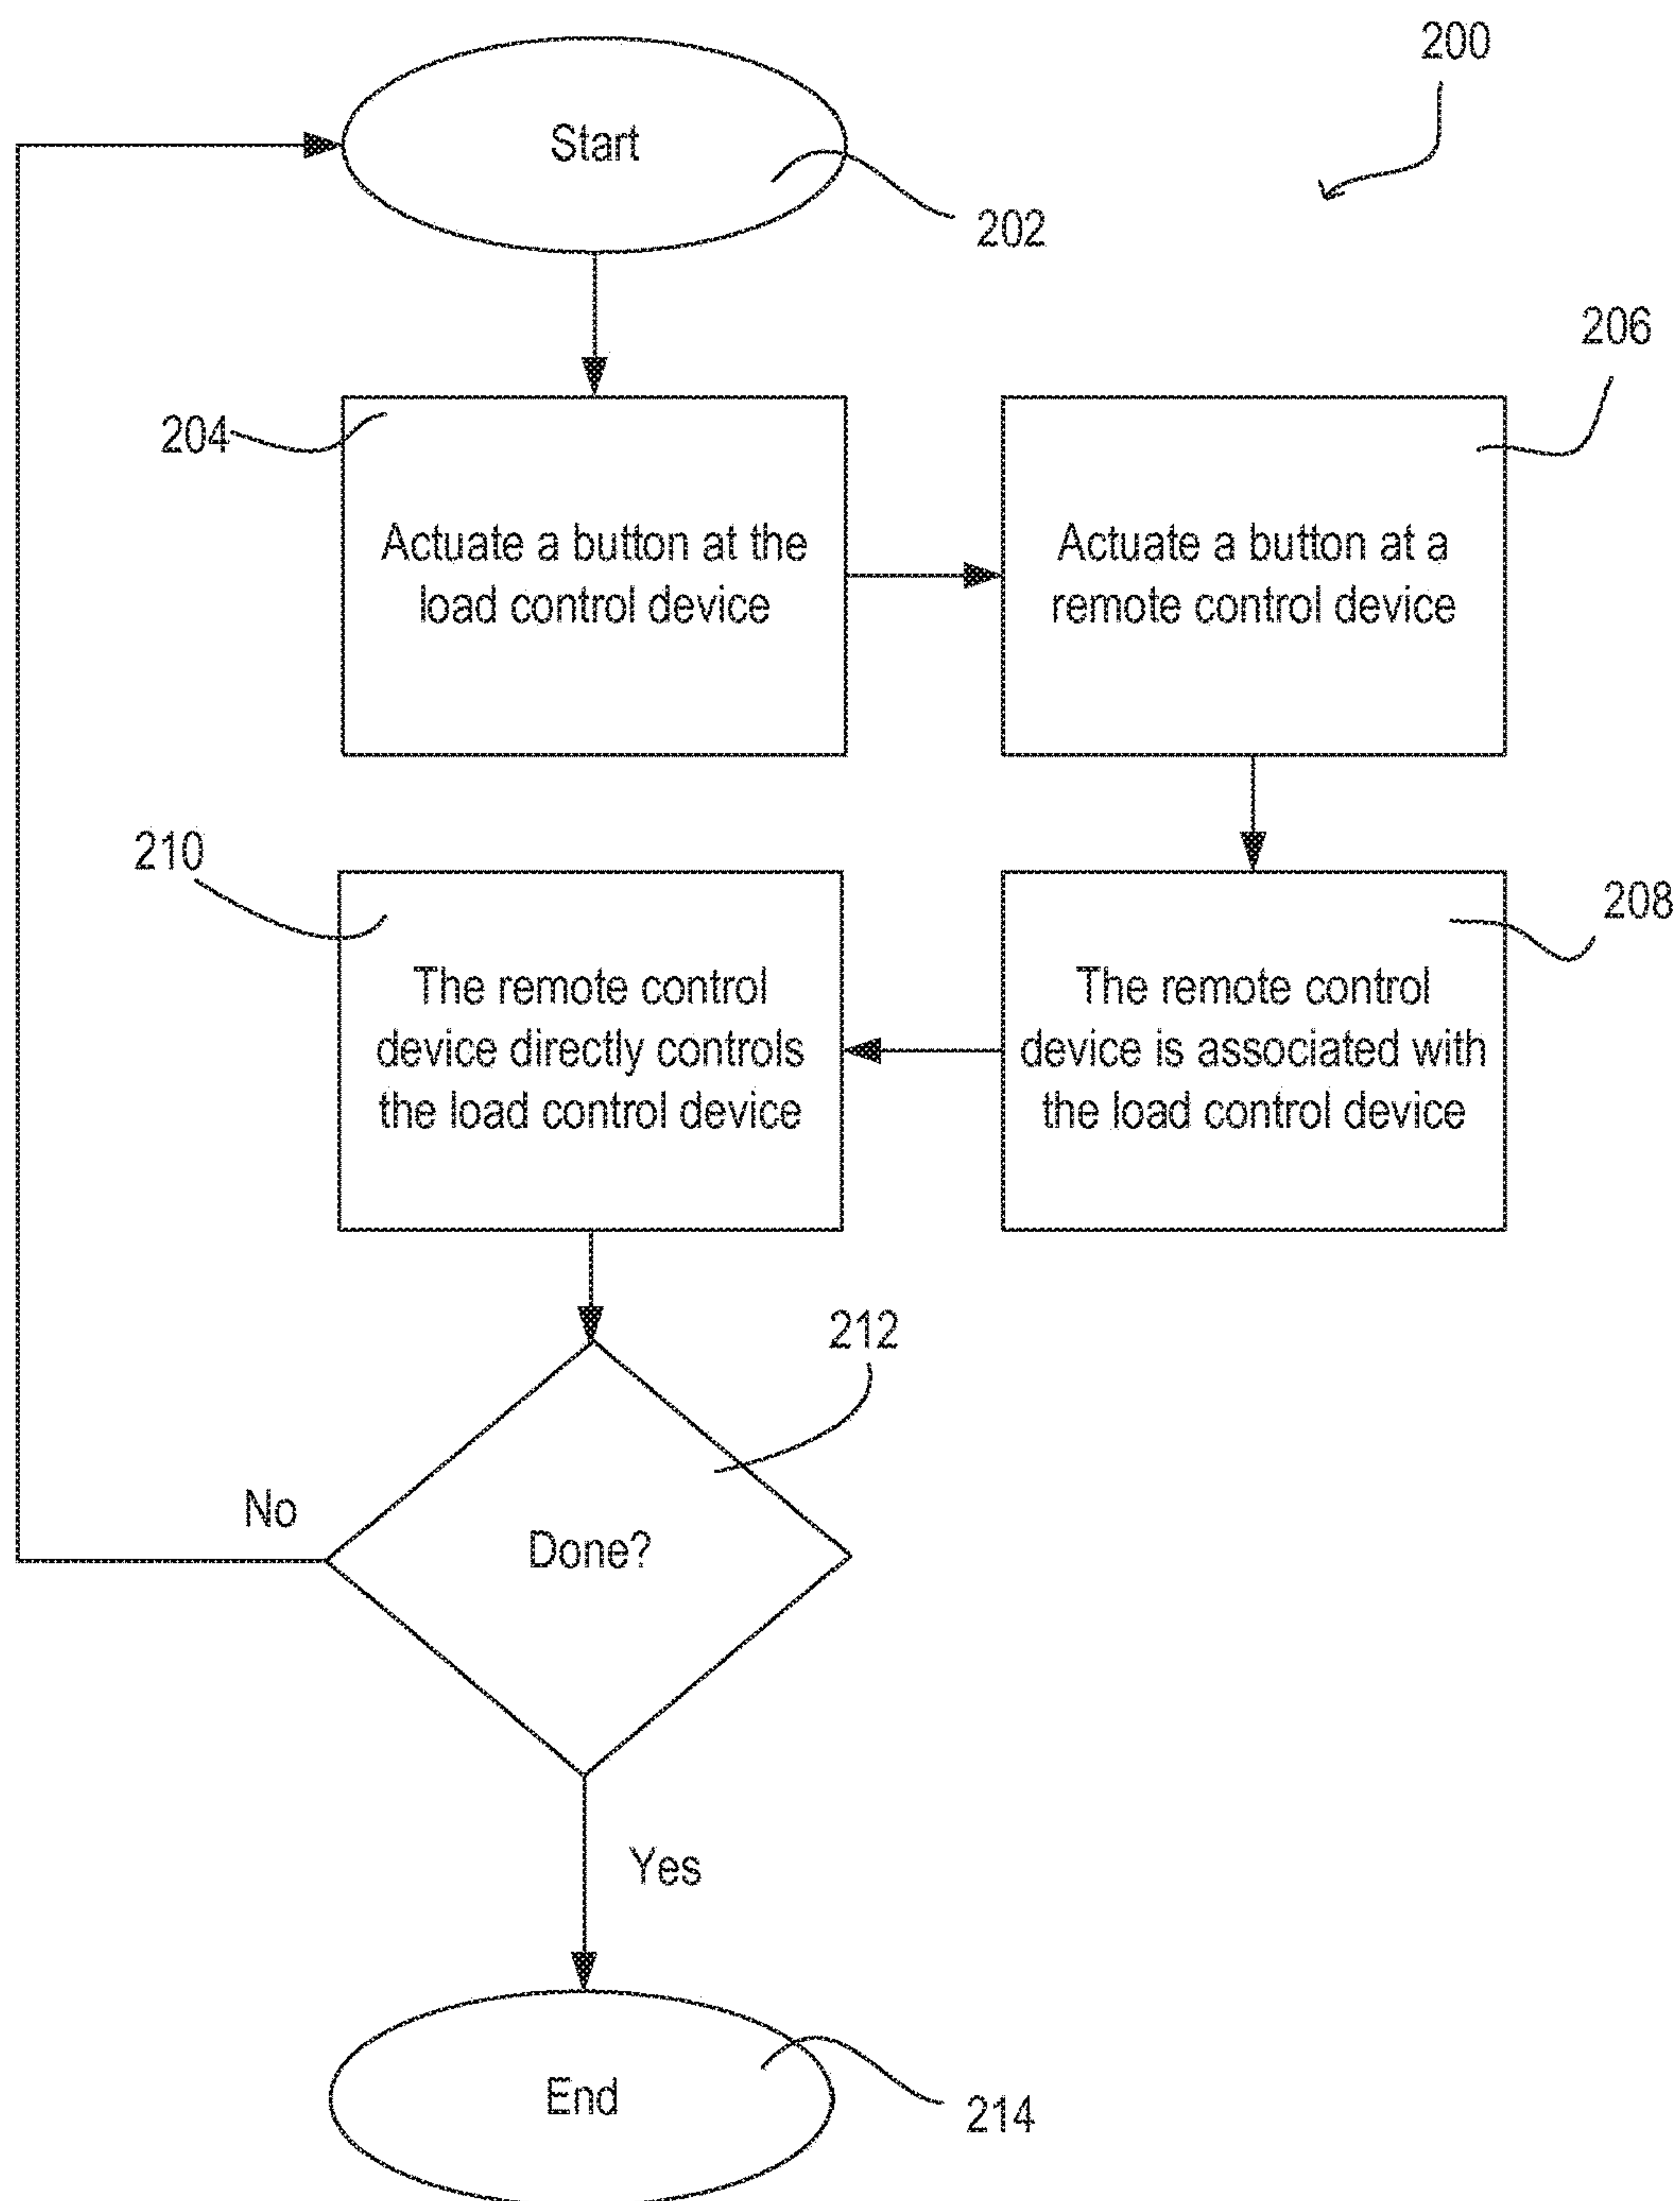 200
Start
202
204
Actuate a button at the
load control device
206
Actuate a button at a
remote control device
210
The remote control
device directly controls
the load control device
208
The remote control
device is associated with
the load control device
212
Done?
No
Yes
End
214